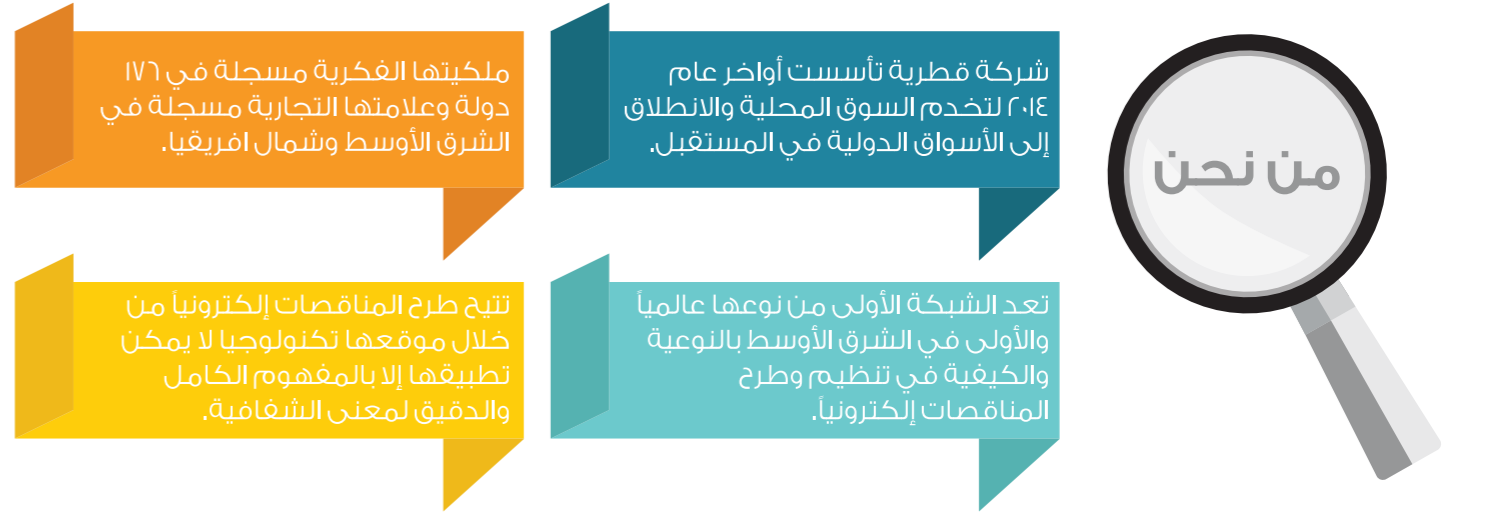 من نحن
شركة قطرية تأسست أواخر عام
٢٠١٤ لتخدم السوق المحلية والانطلاق
إلى الأسواق الدولية في المستقبل.
ملكيتها الفكرية مسجلة في ١٧٦
دولة وعلامتها التجارية مسجلة في
الشرق الأوسط وشمال افريقيا.
تعد الشبكة الأولى من نوعها عالمياً
والأولى في الشرق الأوسط بالنوعية
والكيفية في تنظيم وطرح
المناقصات إلكترونياً.
تتيح طرح المناقصات إلكترونياً من
خلال موقعها تكنولوجيا لا يمكن
تطبيقها إلا بالمفهوم الكامل
والدقيق لمعنى الشفافية.